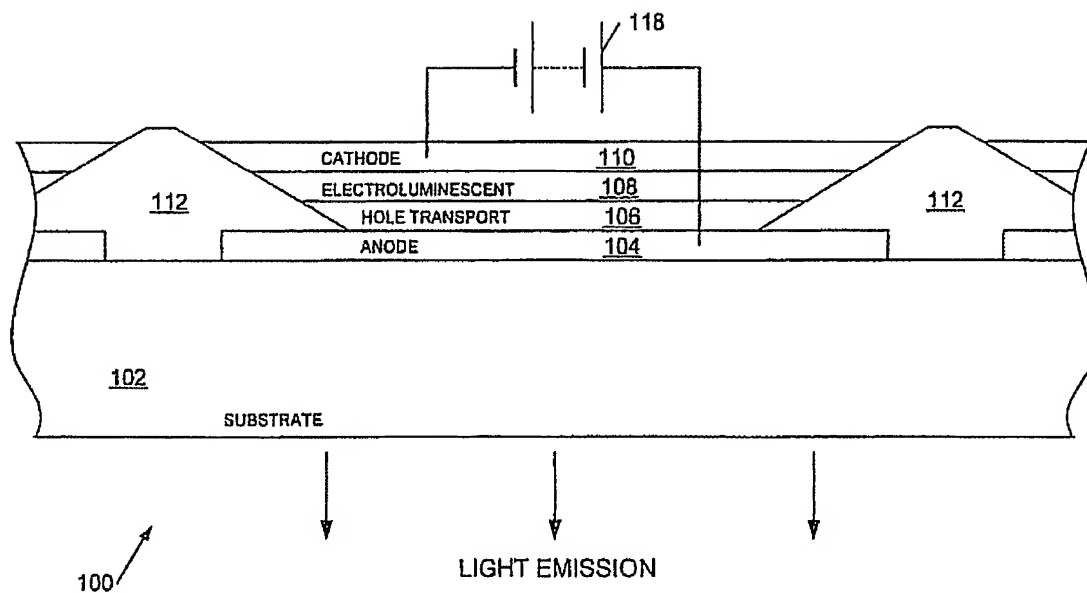 118
CATHODE 110
ELECTROLUMINESCENT 108
112 HOLE TRANSPORT 106 112
ANODE 104
102
SUBSTRATE
100
LIGHT EMISSION